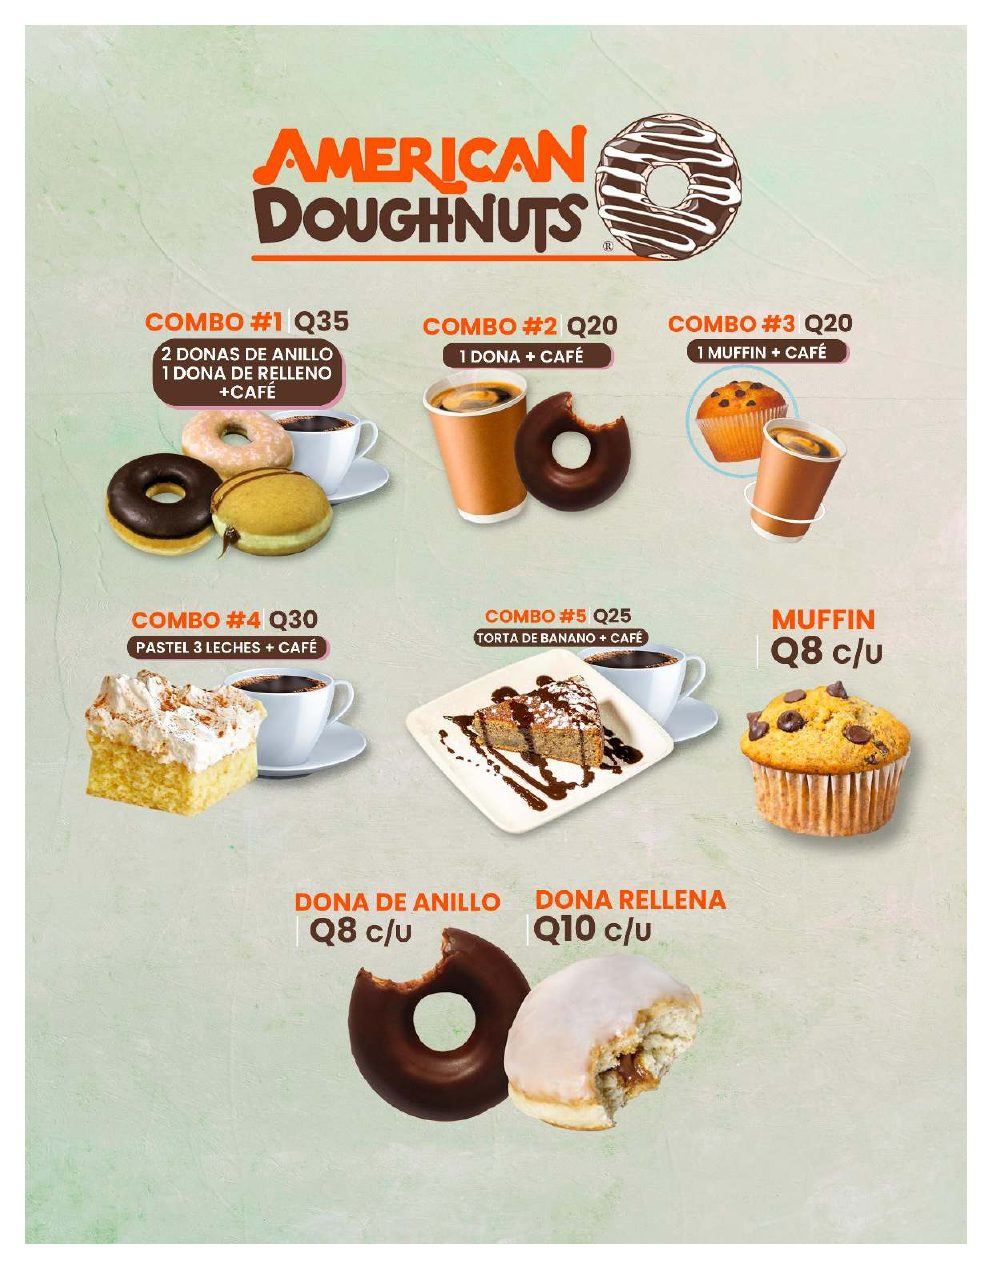 AMERICAN
DOUGHNUTS
®
COMBO #1 Q35
2 DONAS DE ANILLO
1 DONA DE RELLENO
+CAFÉ
COMBO #2 Q20
1 DONA + CAFÉ
COMBO #3 Q20
1 MUFFIN + CAFÉ
COMBO #4 Q30
PASTEL 3 LECHES + CAFÉ
COMBO #5 Q25
TORTA DE BANANO + CAFÉ
MUFFIN
Q8 C/U
DONA DE ANILLO
Q8 C/U
DONA RELLENA
Q10 C/U